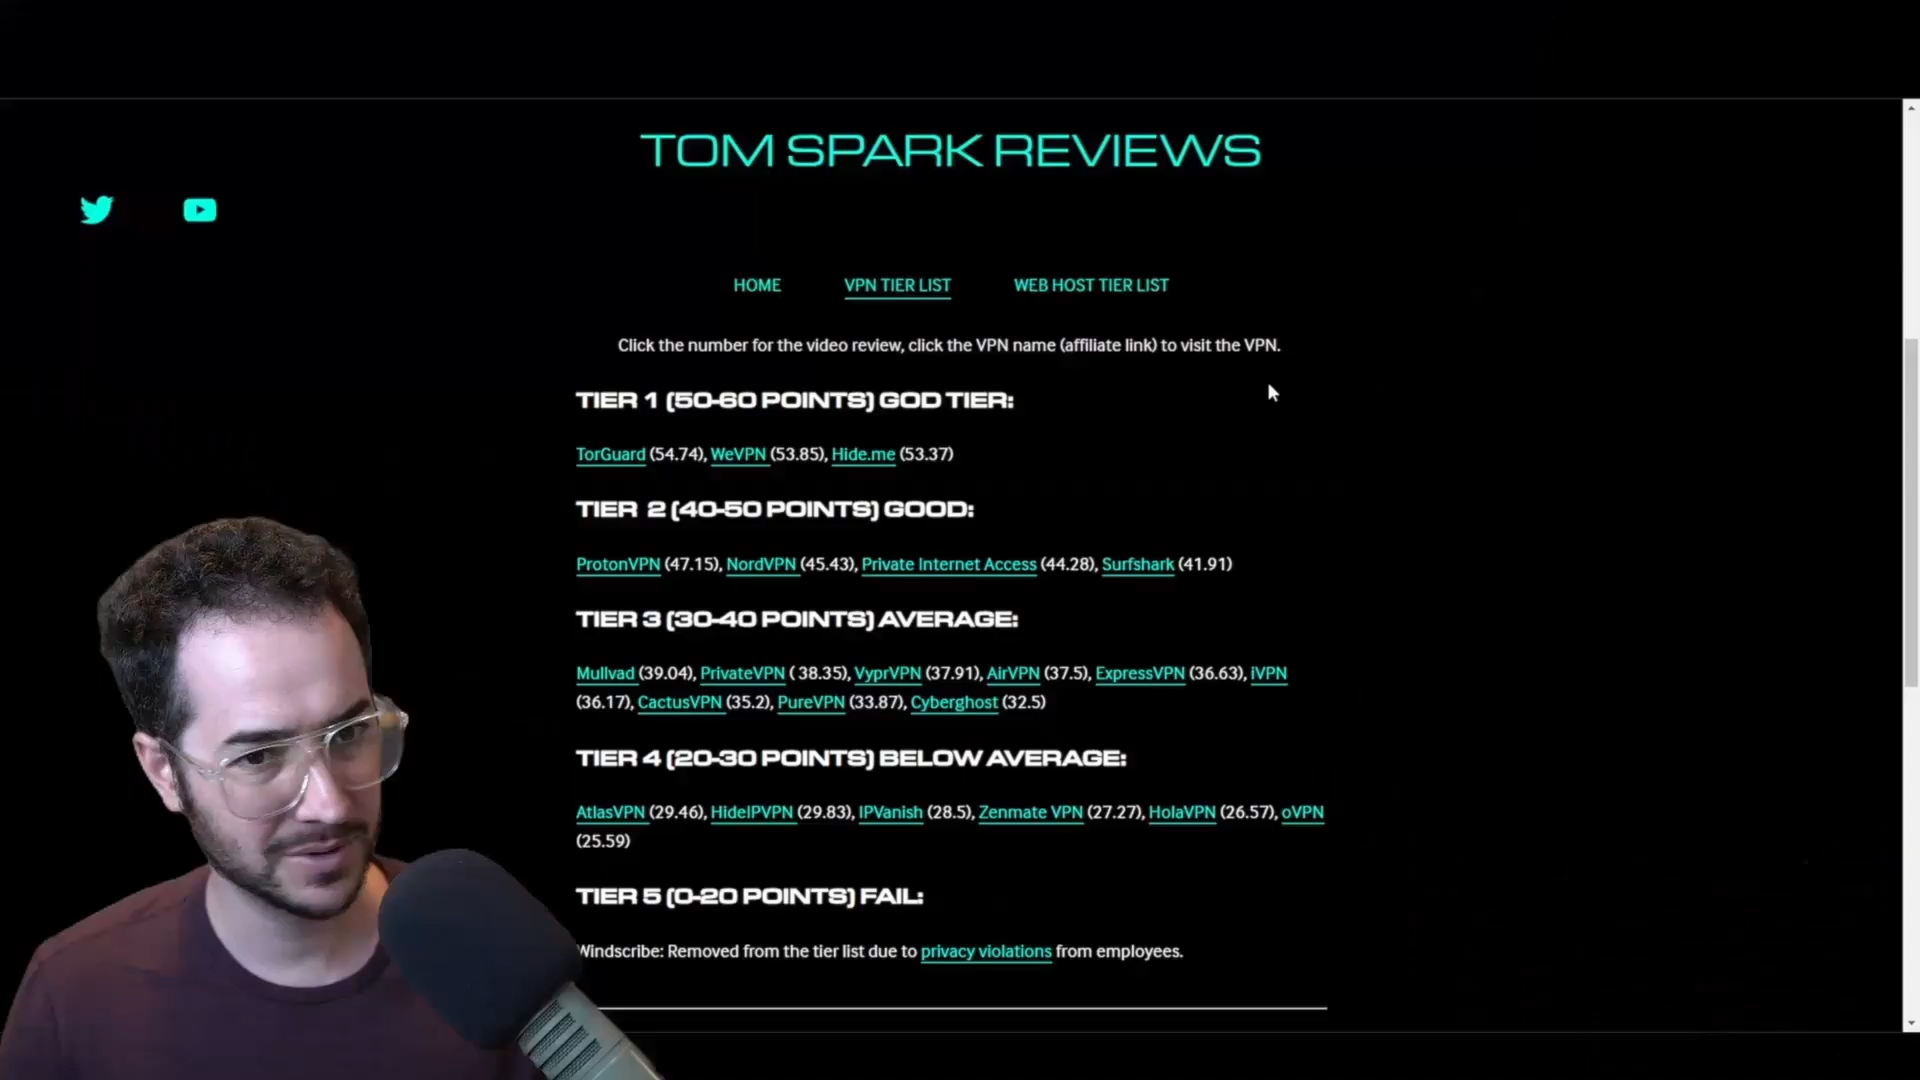 TOM SPARK REVIEWS
HOME VPN TIER LIST WEB HOST TIER LIST
Click the number for the video review, click the VPN name (affiliate link) to visit the VPN.
TIER 1 (50-60 POINTS) GOD TIER:
TorGuard (54.74), WeVPN (53.85), Hide.me (53.37)
TIER 2 (40-50 POINTS) GOOD:
ProtonVPN (47.15), NordVPN (45.43), Private Internet Access (44.28), Surfshark (41.91)
TIER 3 (30-40 POINTS) AVERAGE:
Mullvad (39.04), PrivateVPN ( 38.35), VyprVPN (37.91), AirVPN (37.5), ExpressVPN (36.63), iVPN
(36.17), CactusVPN (35.2), PureVPN (33.87), Cyberghost (32.5)
TIER 4 (20-30 POINTS) BELOW AVERAGE:
AtlasVPN (29.46), HideIPVPN (29.83), IPVanish (28.5), Zenmate VPN (27.27), HolaVPN (26.57), oVPN
(25.59)
TIER 5 (0-20 POINTS) FAIL:
Windscribe: Removed from the tier list due to privacy violations from employees.